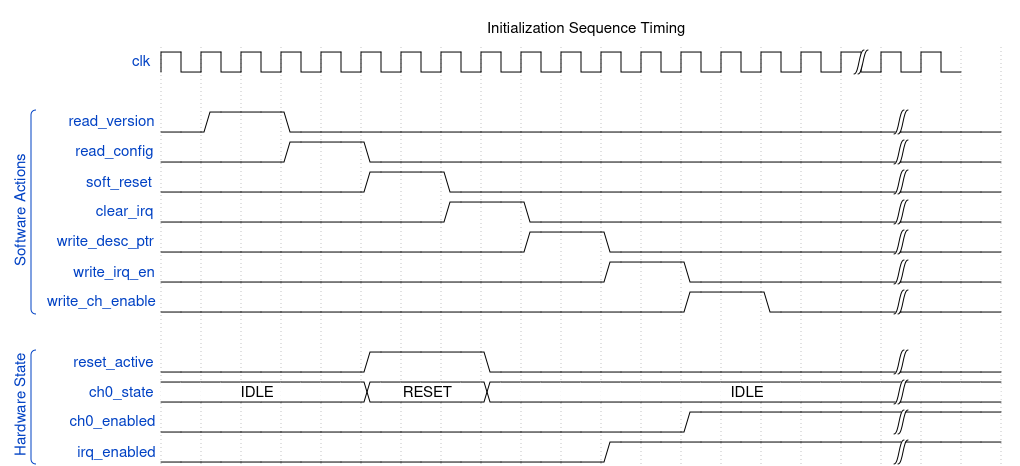 Initialization Sequence Timing
clk
Software Actions
read_version
read_config
soft_reset
clear_irq
write_desc_ptr
write_irq_en
write_ch_enable
Hardware State
reset_active
ch0_state IDLE RESET IDLE
ch0_enabled
irq_enabled